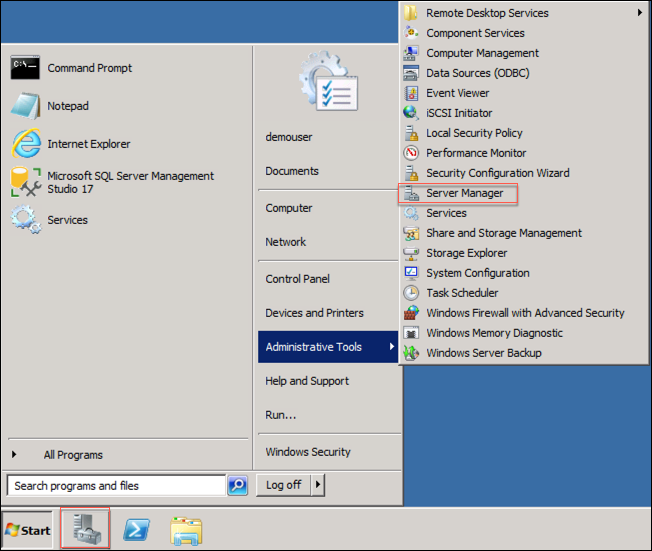 Command Prompt
Notepad
Internet Explorer
Microsoft SQL Server Management
Studio 17
Services
All Programs
Search programs and files
demouser
Documents
Computer
Network
Control Panel
Devices and Printers
Administrative Tools
Help and Support
Run...
Windows Security
Log off
Remote Desktop Services
Component Services
Computer Management
Data Sources (ODBC)
Event Viewer
iSCSI Initiator
Local Security Policy
Performance Monitor
Security Configuration Wizard
Server Manager
Services
Share and Storage Management
Storage Explorer
System Configuration
Task Scheduler
Windows Firewall with Advanced Security
Windows Memory Diagnostic
Windows Server Backup
Start